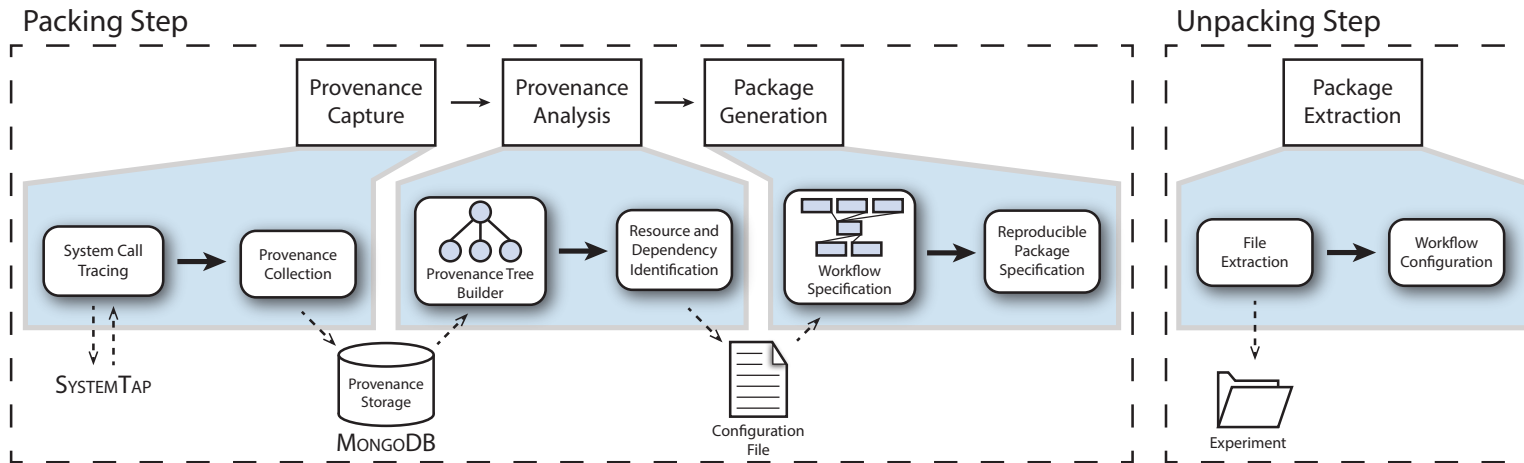 Packing Step
Unpacking Step
Provenance
Capture
Provenance
Analysis
Package
Generation
Package
Extraction
System Call
Tracing
Provenance
Collection
Provenance Tree
Builder
Resource and
Dependency
Identification
Workflow
Specification
Reproducible
Package
Specification
File
Extraction
Workflow
Configuration
SYSTEMTAP
Provenance
Storage
MONGODB
Configuration
File
Experiment